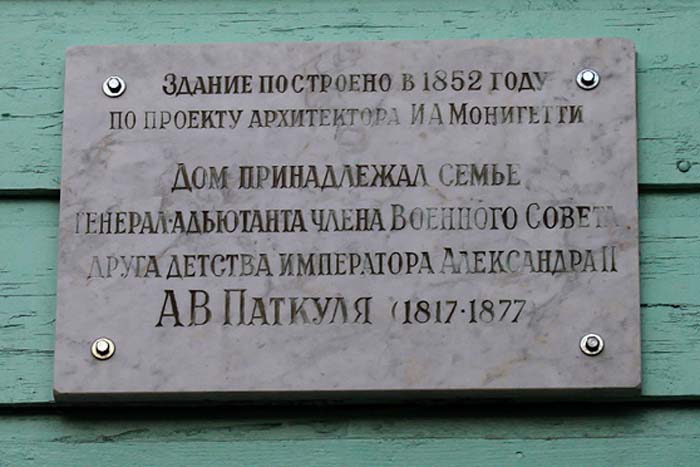 Здание построено в 1852 году
по проекту архитектора И А Монигетти
Дом принадлежал семье
генерал-адьютанта члена Военного Совета
друга детства императора Александра II
А В Паткуля (1817-1877